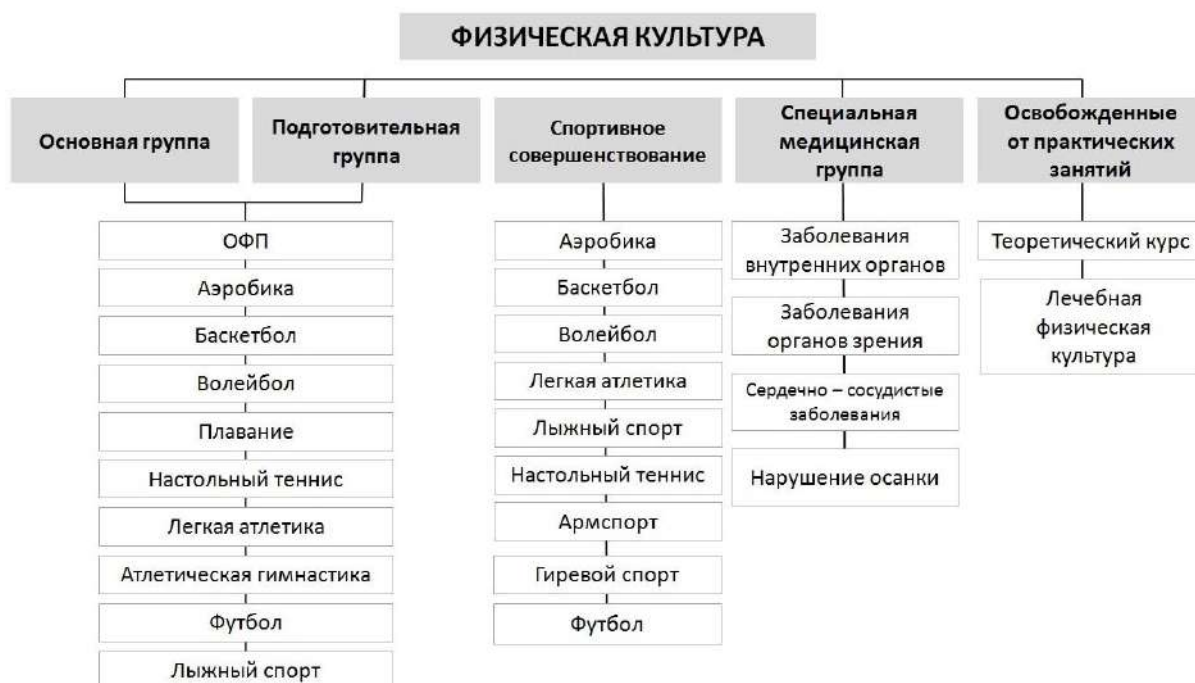 ФИЗИЧЕСКАЯ КУЛЬТУРА
Основная группа
Подготовительная
группа
Спортивное
совершенствование
Специальная
медицинская
группа
Освобожденные
от практических
занятий
ОФП
Аэробика
Баскетбол
Волейбол
Плавание
Настольный теннис
Легкая атлетика
Атлетическая гимнастика
Футбол
Лыжный спорт
Аэробика
Баскетбол
Волейбол
Легкая атлетика
Лыжный спорт
Настольный теннис
Армспорт
Гиревой спорт
Футбол
Заболевания
внутренних органов
Заболевания
органов зрения
Сердечно – сосудистые
заболевания
Нарушение осанки
Теоретический курс
Лечебная
физическая
культура